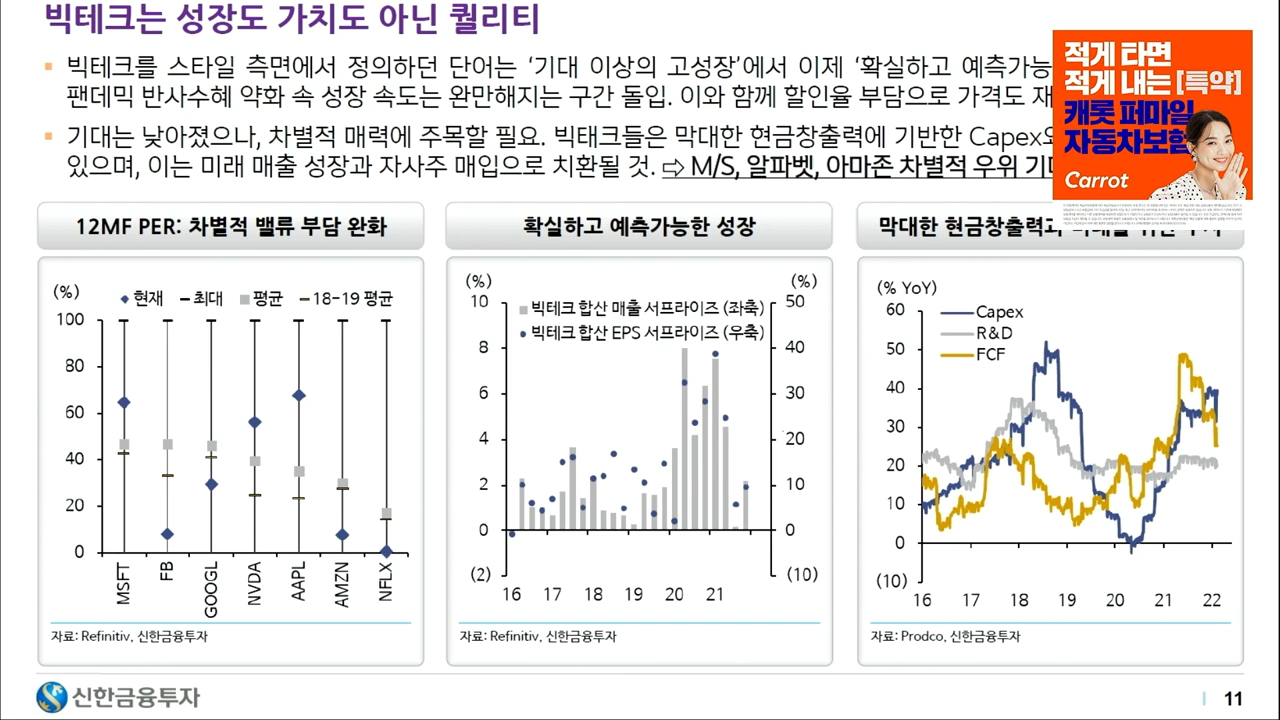 빅테크는 성장도 가치도 아닌 퀄리티
빅테크를 스타일 측면에서 정의하던 단어는 ‘기대 이상의 고성장’에서 이제 ‘확실하고 예측가능
팬데믹 반사수혜 약화 속 성장 속도는 완만해지는 구간 돌입. 이와 함께 할인율 부담으로 가격도 재
기대는 낮아졌으나, 차별적 매력에 주목할 필요. 빅태크들은 막대한 현금창출력에 기반한 Capex와
있으며, 이는 미래 매출 성장과 자사주 매입으로 치환될 것. ⇨ M/S, 알파벳, 아마존 차별적 우위 기대
적게 타면
적게 내는 [특약]
캐롯 퍼마일
자동차보험
Carrot
12MF PER: 차별적 밸류 부담 완화
(%)
현재 최대 평균 18-19 평균
100
80
60
40
20
0
MSFT FB GOOGL NVDA AAPL AMZN NFLX
자료: Refinitiv, 신한금융투자
확실하고 예측가능한 성장
(%) (%)
빅테크 합산 매출 서프라이즈 (좌축)
빅테크 합산 EPS 서프라이즈 (우축)
10 50
8 40
6 30
4 20
2 10
0 0
(2) (10)
16 17 18 19 20 21
자료: Refinitiv, 신한금융투자
막대한 현금창출력과
(% YoY)
Capex
R&D
FCF
60
50
40
30
20
10
0
(10)
16 17 18 19 20 21 22
자료: Prodco, 신한금융투자
신한금융투자
11